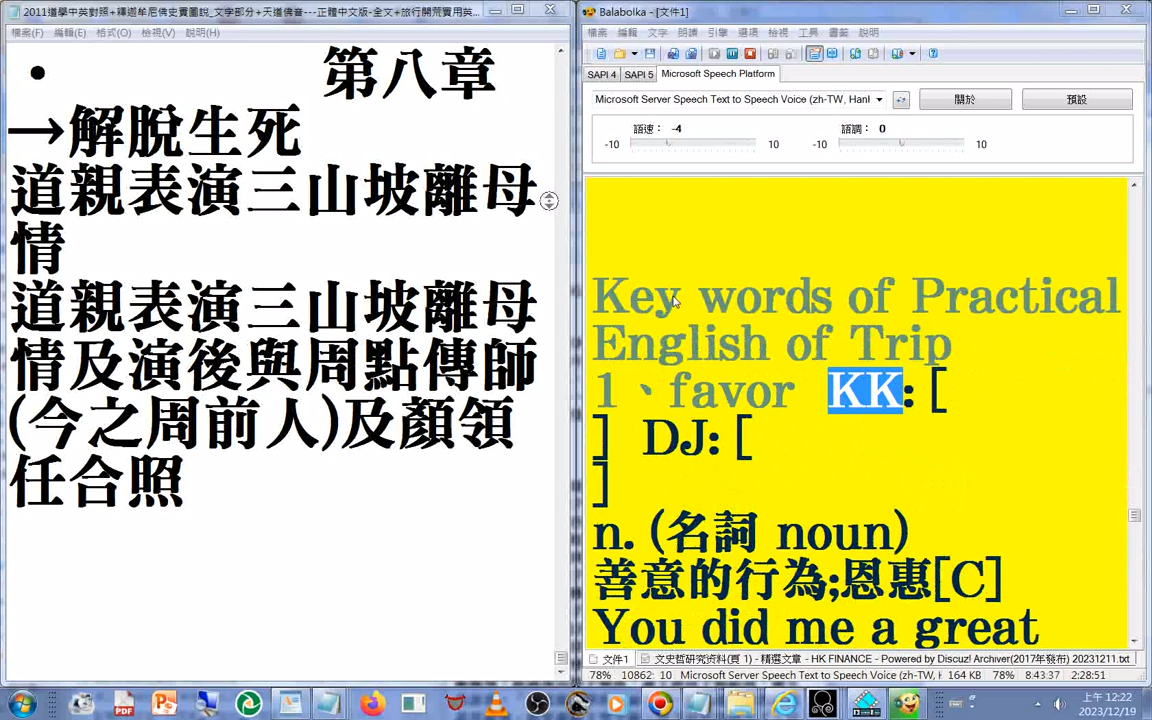 2011道學中英對照+釋迦牟尼佛史實圖說_文字部分+天道佛音---正體中文版-全文+旅行開荒實用英...
檔案(F) 編輯(E) 格式(O) 檢視(V) 說明(H)
• 第八章
→解脫生死
道親表演三山坡離母
情
道親表演三山坡離母
情及演後與周點傳師
(今之周前人)及顏領
任合照
Balabolka - [文件1]
檔案 編輯 文字 朗讀 引擎 選項 檢視 工具 書籤 說明
SAPI 4 SAPI 5 Microsoft Speech Platform
Microsoft Server Speech Text to Speech Voice (zh-TW, Hanl
關於 預設
語速： -4 語調： 0
-10 10 -10 10
Key words of Practical
English of Trip
1、favor KK: [
] DJ: [
]
n. (名詞 noun)
善意的行為;恩惠[C]
You did me a great
文件1 文史哲研究资料(頁 1) - 精選文章 - HK FINANCE - Powered by Discuz! Archiver(2017年發布) 20231211.txt
78% 10862: 10 Microsoft Server Speech Text to Speech Voice (zh-TW, H 164 KB 78% 8:43:37 2:28:51
上午 12:22
2023/12/19